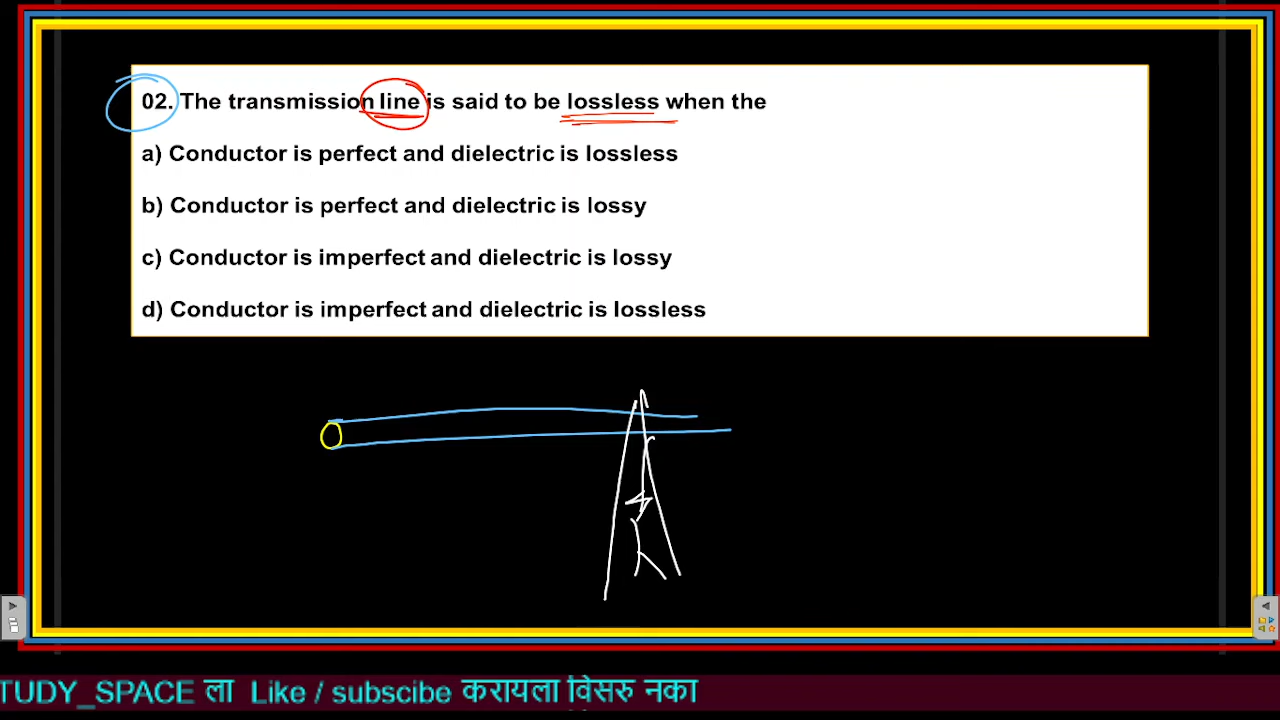 02. The transmission line is said to be lossless when the
a) Conductor is perfect and dielectric is lossless
b) Conductor is perfect and dielectric is lossy
c) Conductor is imperfect and dielectric is lossy
d) Conductor is imperfect and dielectric is lossless
TUDY_SPACE ला Like / subscibe करायला विसरु नका